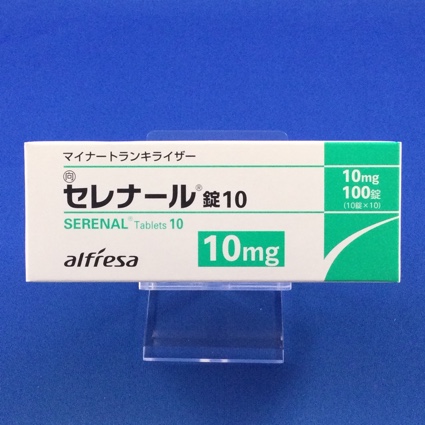 マイナートランキライザー
向 セレナール®錠10
SERENAL® Tablets 10
10mg
alfresa
10mg
100錠
(10錠×10)